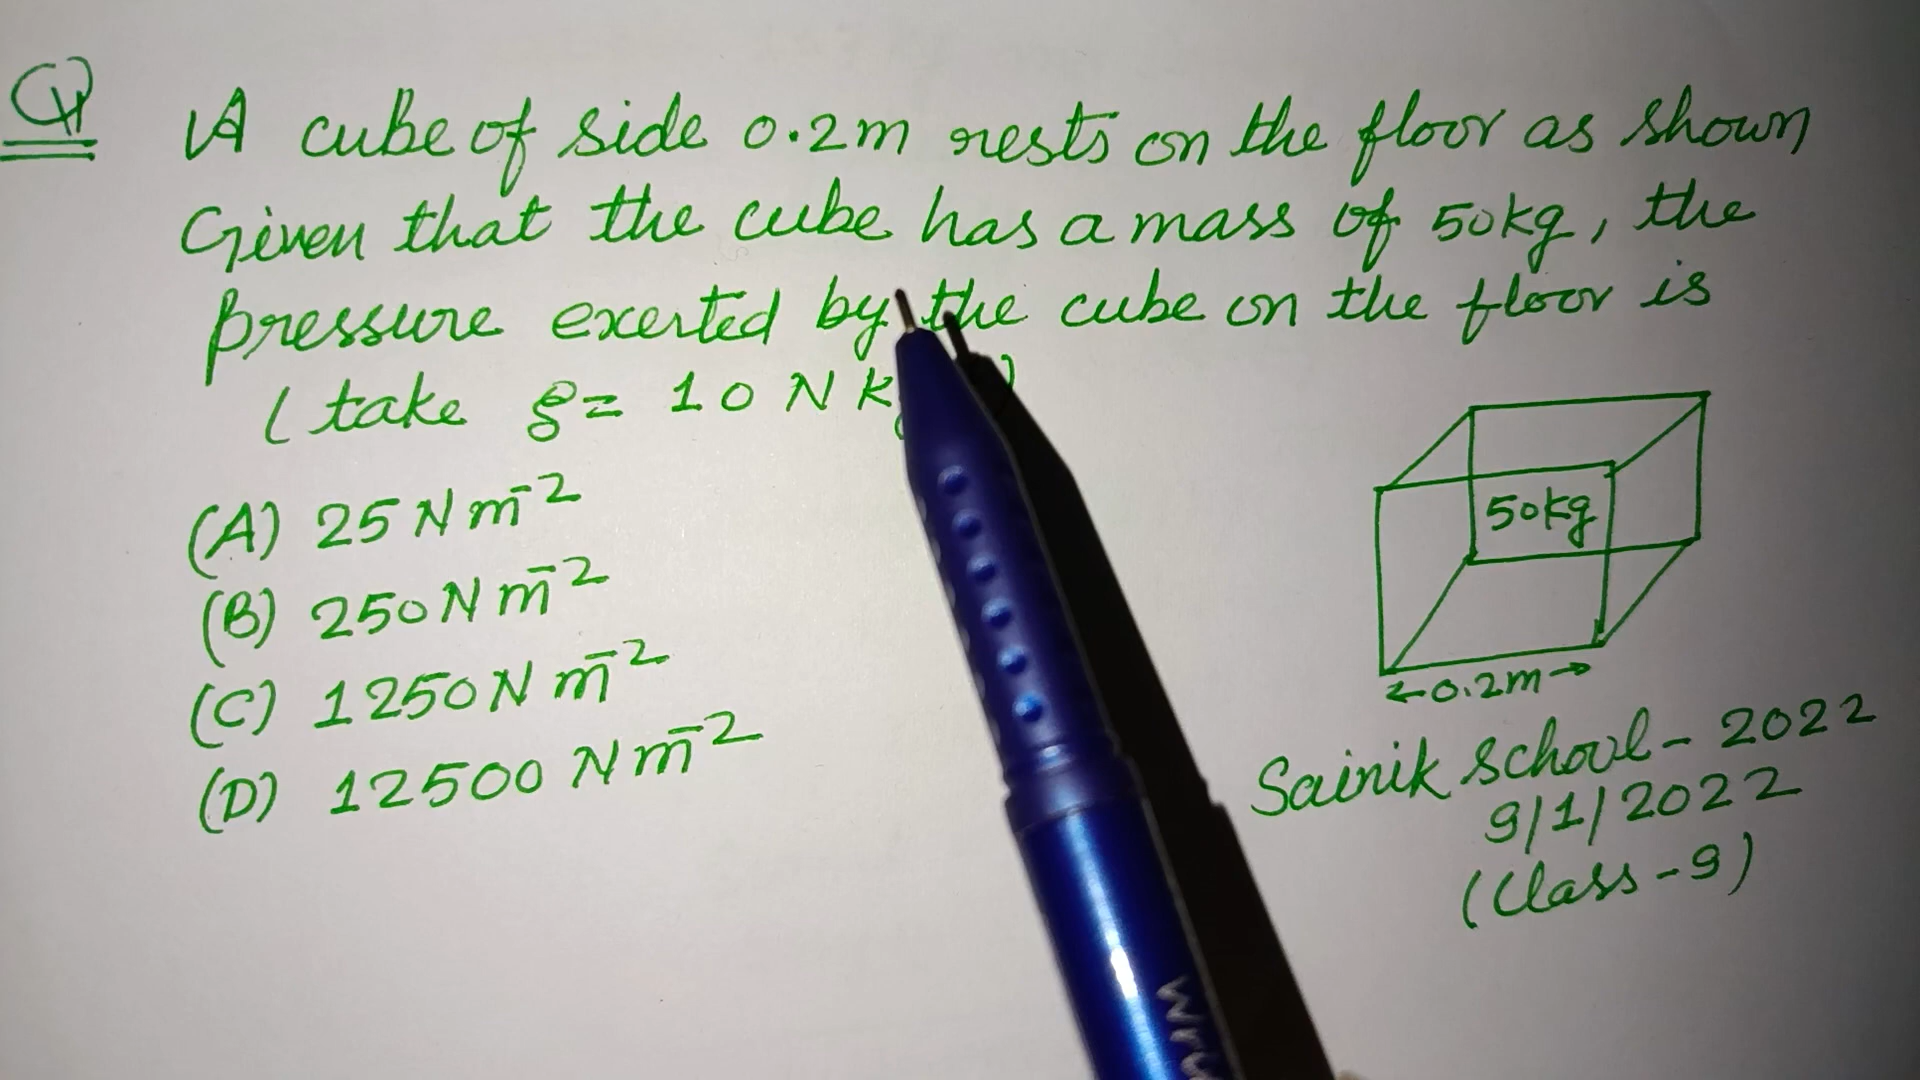 Q
A cube of side 0.2m rests on the floor as shown
Given that the cube has a mass of 50kg, the
pressure exerted by the cube on the floor is
(take g = 10 N
(A) 25 N m⁻²
(B) 250 N m⁻²
(C) 1250 N m⁻²
(D) 12500 N m⁻²
50kg
←0.2m→
Sainik School - 2022
9/1/2022
(Class - 9)